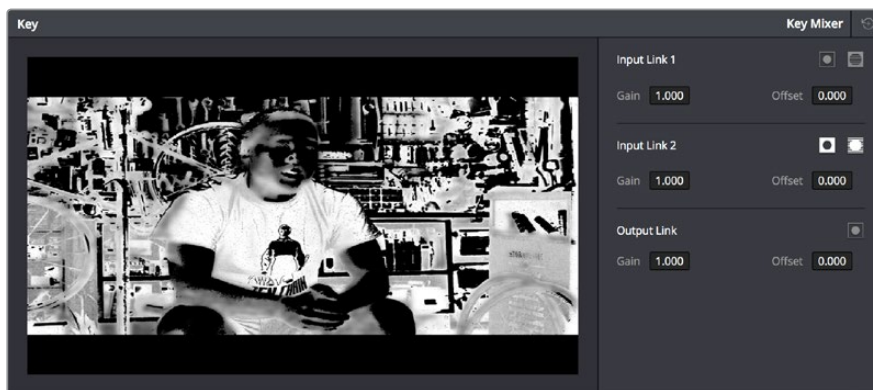 Key
Key Mixer
Input Link 1
Gain 1.000 Offset 0.000
Input Link 2
Gain 1.000 Offset 0.000
Output Link
Gain 1.000 Offset 0.000